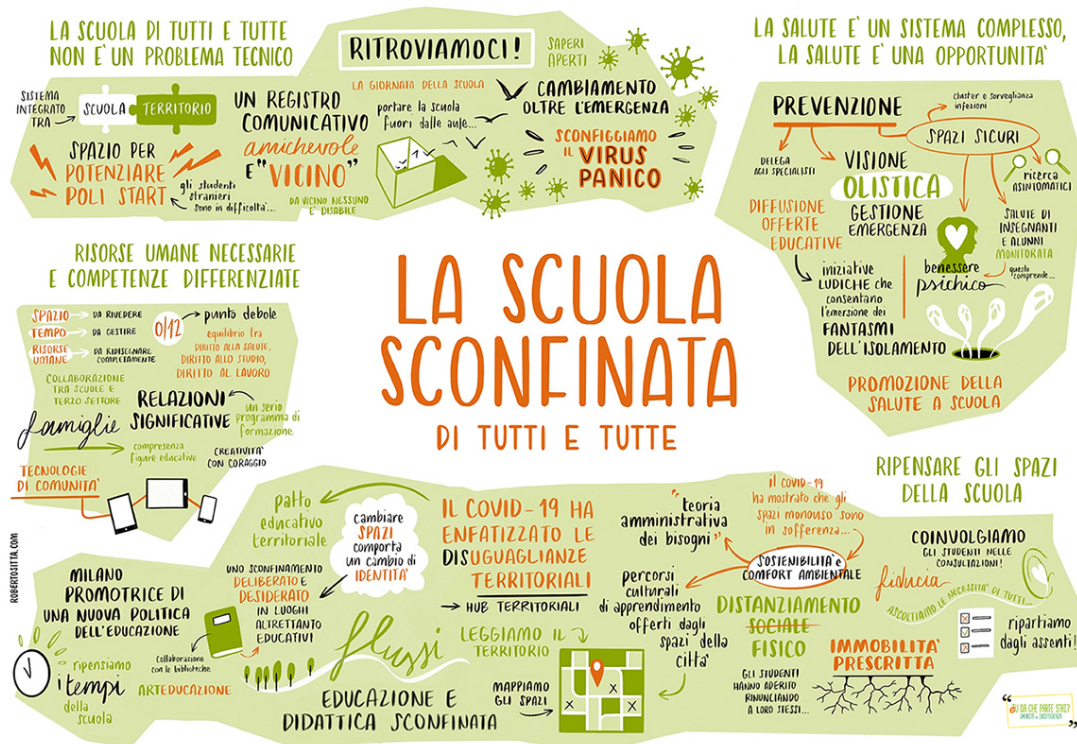 LA SCUOLA DI TUTTI E TUTTE
NON E' UN PROBLEMA TECNICO
SISTEMA
INTEGRATO
TRA
SCUOLA
TERRITORIO
SPAZIO PER
POTENZIARE
POLI START
gli studenti
stranieri
sono in difficoltà...
UN REGISTRO
COMUNICATIVO
amichevole
E "VICINO"
DA VICINO NESSUNO
E' DISABILE
RITROVIAMOCI!
LA GIORNATA DELLA SCUOLA
portare la scuola
fuori dalle aule...
SAPERI
APERTI
CAMBIAMENTO
OLTRE L'EMERGENZA
SCONFIGGIAMO
IL VIRUS
PANICO
LA SALUTE E' UN SISTEMA COMPLESSO,
LA SALUTE E' UNA OPPORTUNITA'
PREVENZIONE
cluster e sorveglianza
infezioni
SPAZI SICURI
DELEGA
AGLI SPECIALISTI
VISIONE
OLISTICA
GESTIONE
EMERGENZA
ricerca
ASINTOMATICI
DIFFUSIONE
OFFERTE
EDUCATIVE
SALUTE DI
INSEGNANTI
E ALUNNI
MONITORATA
questo
comprende...
benessere
psichico
iniziative
LUDICHE che
consentano
l'emersione dei
FANTASMI
DELL'ISOLAMENTO
PROMOZIONE DELLA
SALUTE A SCUOLA
RISORSE UMANE NECESSARIE
E COMPETENZE DIFFERENZIATE
SPAZIO DA RIVEDERE
TEMPO DA GESTIRE
RISORSE
UMANE DA RIDISEGNARE
COMPLETAMENTE
0/12
punto debole
equilibrio tra
DIRITTO ALLA SALUTE,
DIRITTO ALLO STUDIO,
DIRITTO AL LAVORO
COLLABORAZIONE
TRA SCUOLE E
TERZO SETTORE
RELAZIONI
SIGNIFICATIVE
un serio
programma di
formazione
famiglie
compresenza
figure educative
CREATIVITA'
CON CORAGGIO
TECNOLOGIE
DI COMUNITA'
LA SCUOLA
SCONFINATA
DI TUTTI E TUTTE
ROBERTOSITTA.COM
MILANO
PROMOTRICE DI
UNA NUOVA POLITICA
DELL'EDUCAZIONE
ripensiamo
i tempi
della
scuola
Collaborazione
con le biblioteche
ARTEDUCAZIONE
patto
educativo
territoriale
cambiare
SPAZI
comporta
un cambio di
IDENTITA'
UNO SCONFINAMENTO
DELIBERATO E
DESIDERATO
IN LUOGHI
ALTRETTANTO
EDUCATIVI
flussi
EDUCAZIONE E
DIDATTICA SCONFINATA
IL COVID-19 HA
ENFATIZZATO LE
DISUGUAGLIANZE
TERRITORIALI
HUB TERRITORIALI
LEGGIAMO IL
TERRITORIO
MAPPIAMO
GLI SPAZI
"teoria
amministrativa
dei bisogni"
percorsi
culturali
di apprendimento
offerti dagli
spazi della
città
RIPENSARE GLI SPAZI
DELLA SCUOLA
il COVID-19
ha mostrato che gli
spazi monouso sono
in sofferenza...
SOSTENIBILITA' e
COMFORT AMBIENTALE
DISTANZIAMENTO
SOCIALE
FISICO
GLI STUDENTI
HANNO ADERITO
RINUNCIANDO
A LORO STESSI...
IMMOBILITA'
PRESCRITTA
COINVOLGIAMO
GLI STUDENTI NELLE
CONSULTAZIONI!
fiducia
ASCOLTIAMO LE NECESSITA' DI TUTTI...
ripartiamo
dagli assenti!
DA CHE PARTE STAI?